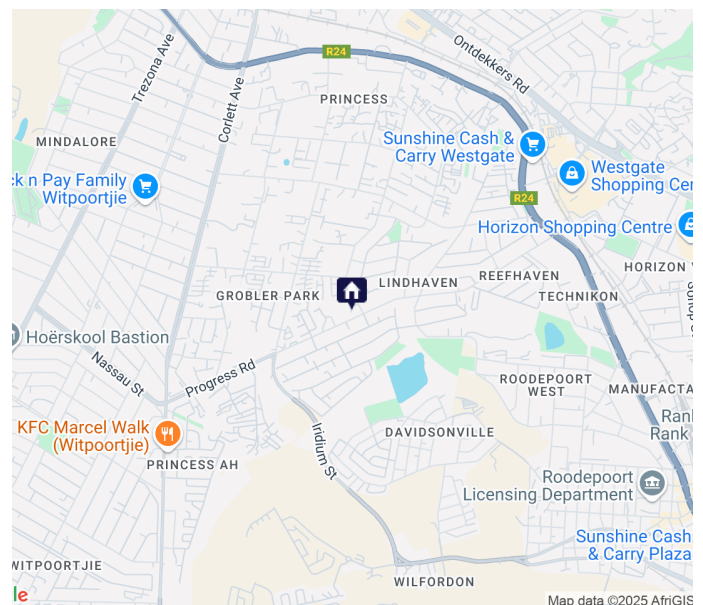 R24
Ontdekkers Rd
Trezona Ave
Corlett Ave
PRINCESS
MINDALORE
Sunshine Cash &
Carry Westgate
Westgate
Shopping Cen
ck n Pay Family
Witpoortjie
R24
Horizon Shopping Centre
HORIZON V
REEFHAVEN
LINDHAVEN
GROBLER PARK
TECHNIKON
Hoërskool Bastion
Nassau St
Progress Rd
ROODEPOORT
WEST
MANUFACTA
KFC Marcel Walk
(Witpoortjie)
Iridium St
DAVIDSONVILLE
Rank
PRINCESS AH
Roodepoort
Licensing Department
Sunshine Cash
& Carry Plaza
WITPOORTJIE
WILFORDON
le
Map data ©2025 AfriGIS